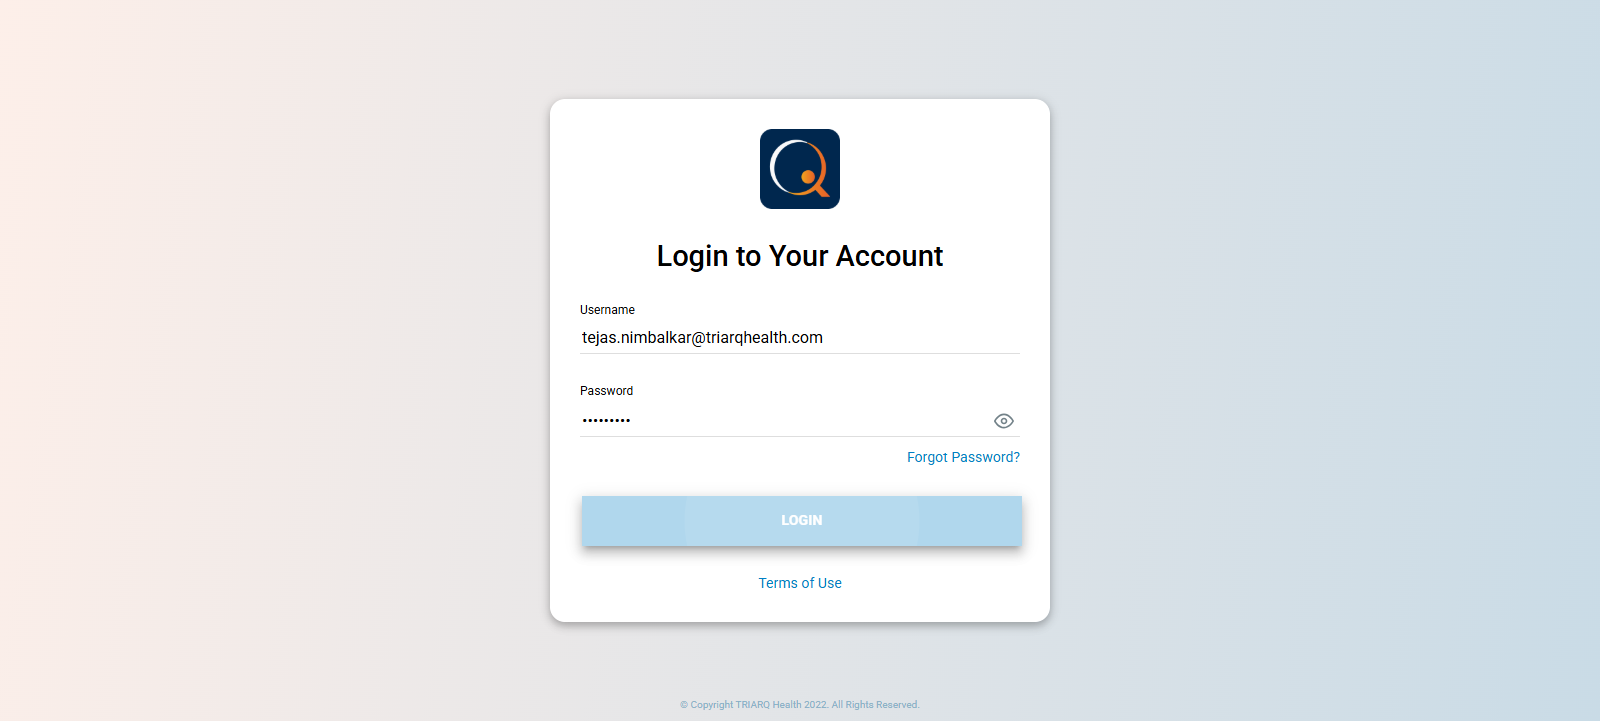 Login to Your Account
Username
tejas.nimbalkar@triarqhealth.com
Password
•••••••••
Forgot Password?
LOGIN
Terms of Use
© Copyright TRIARQ Health 2022. All Rights Reserved.